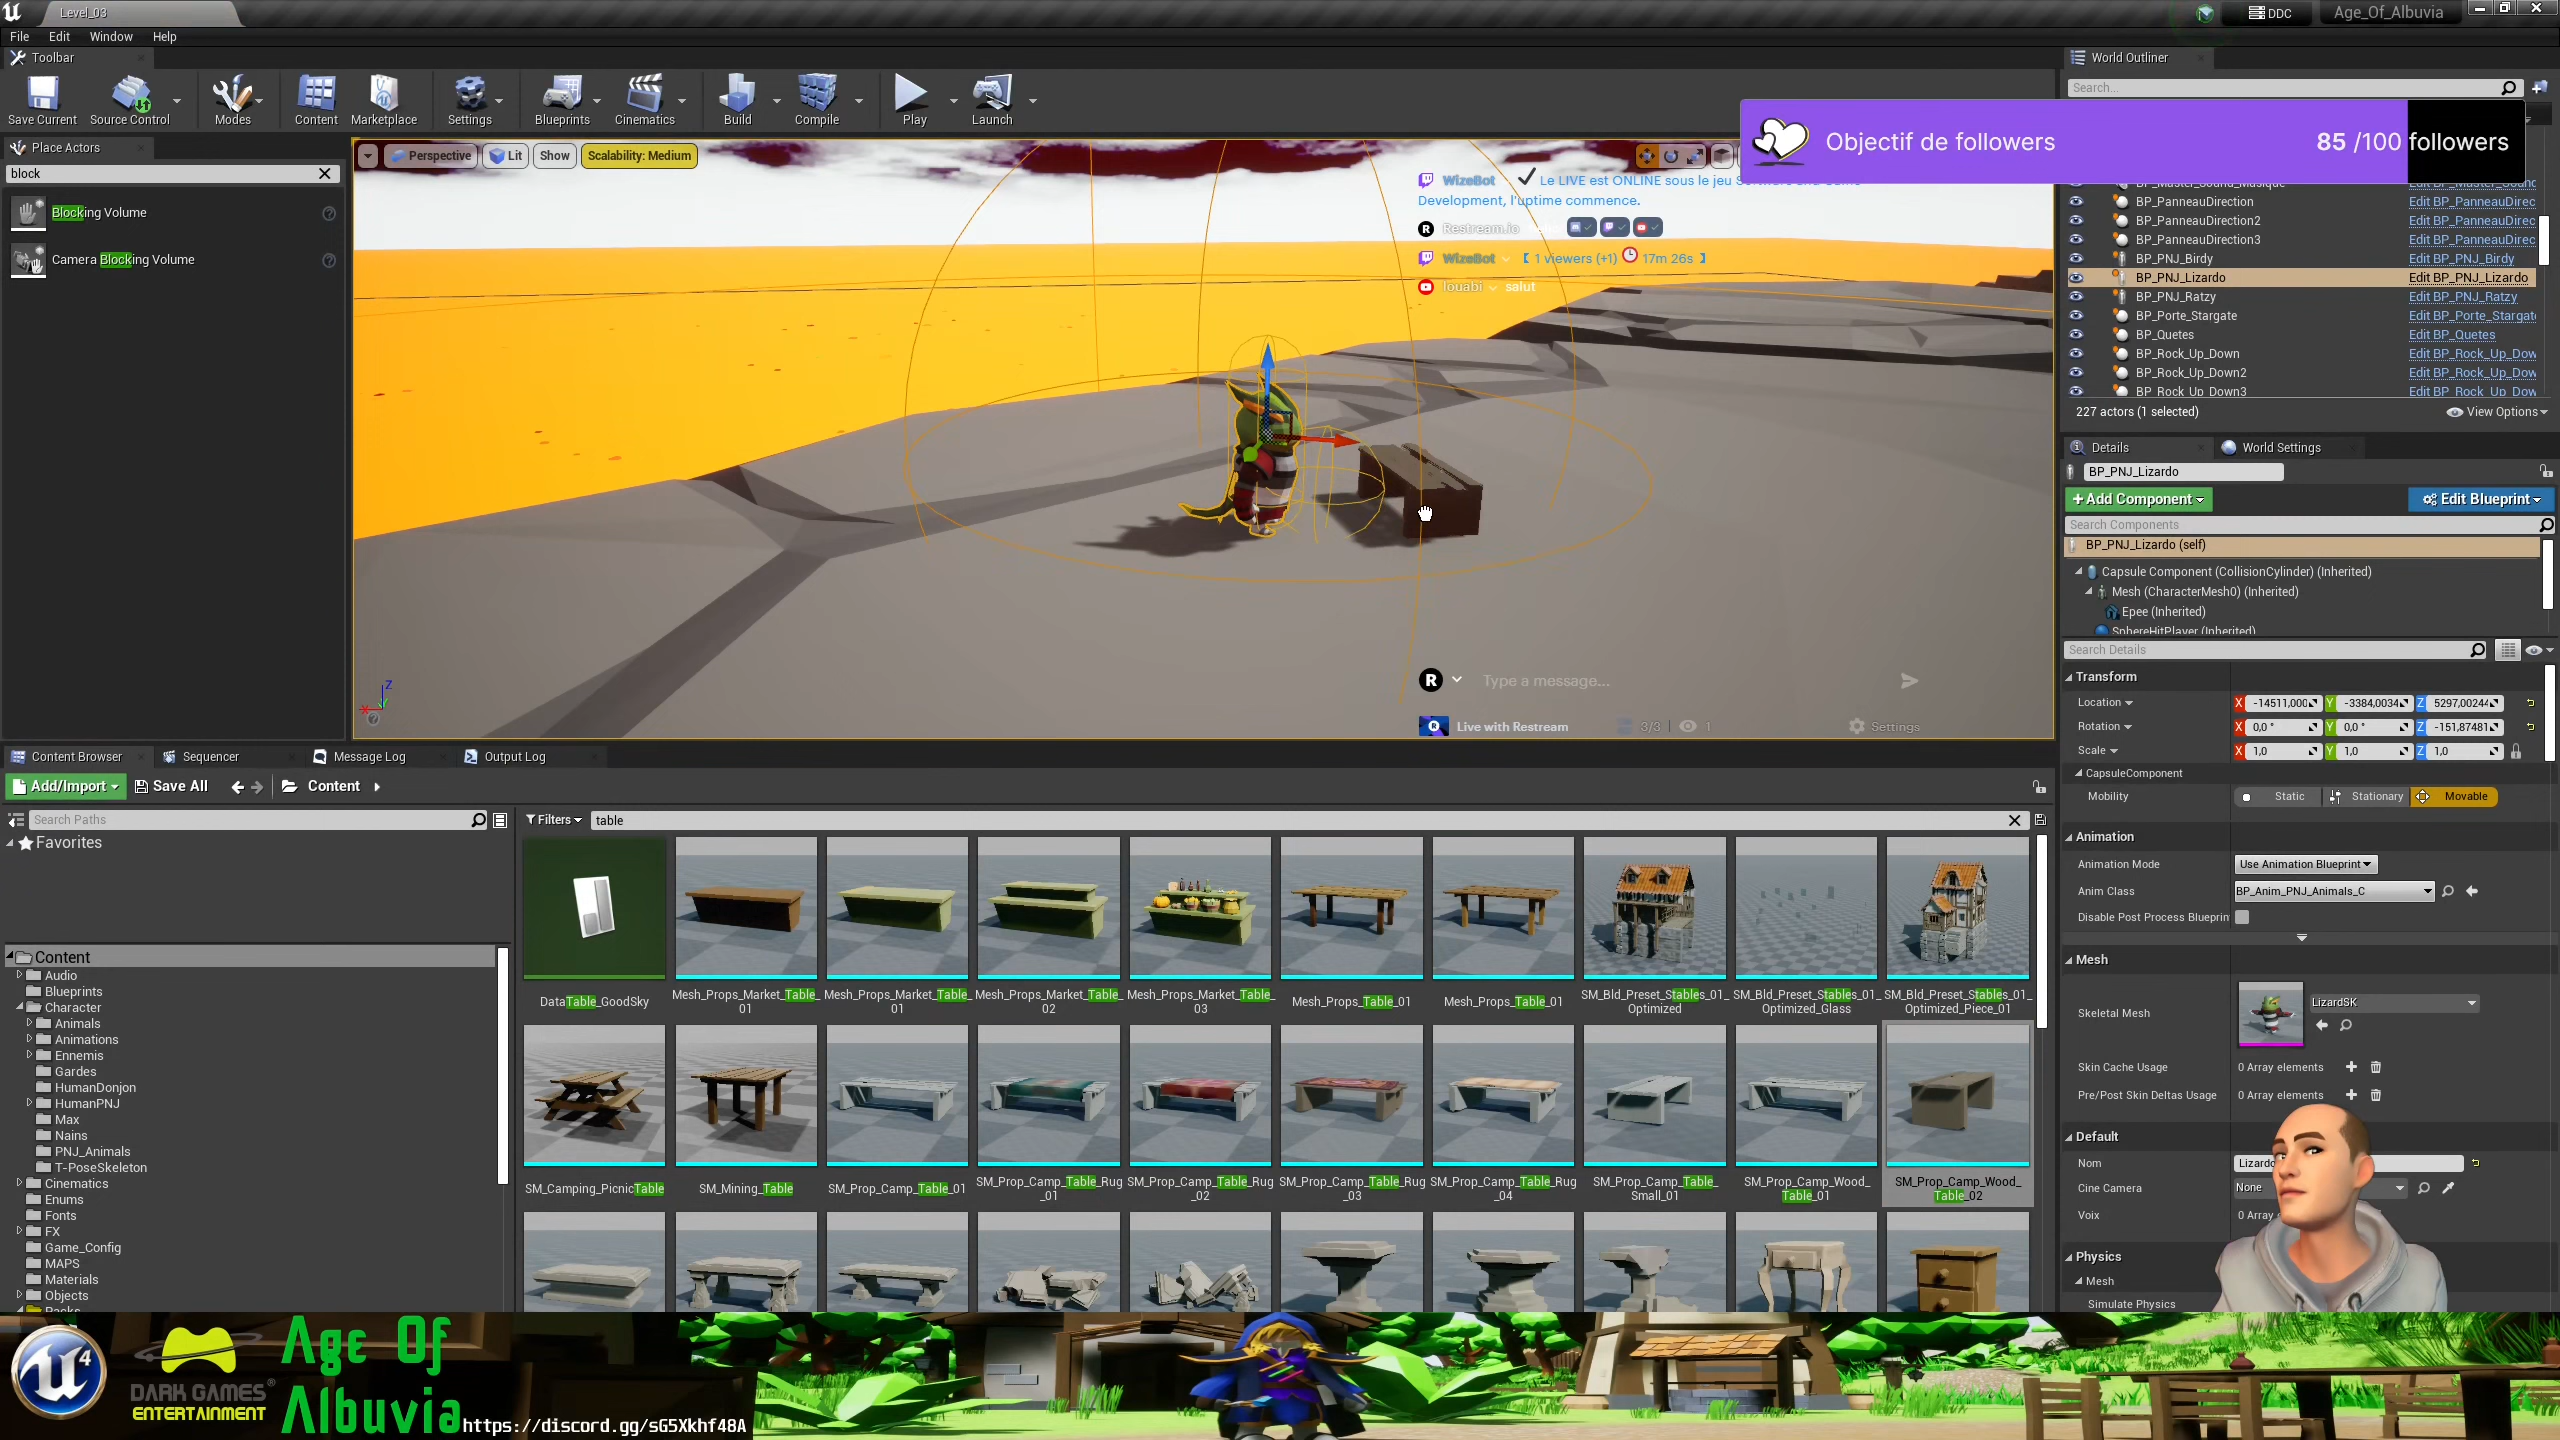 Level_03
DDC
Age_Of_Albuvia
File Edit Window Help
Toolbar
World Outliner
Save Current
Source Control
Modes
Content
Marketplace
Settings
Blueprints
Cinematics
Build
Compile
Play
Launch
Search...
Objectif de followers 85 /100 followers
Place Actors
block
Blocking Volume
Camera Blocking Volume
Perspective Lit Show Scalability: Medium
WizeBot Le LIVE est ONLINE sous le jeu
Development, l'uptime commence.
Restream.io
WizeBot 1 viewers (+1) 17m 26s
louabi salut
BP_PanneauDirection Edit BP_PanneauDirec
BP_PanneauDirection2 Edit BP_PanneauDirec
BP_PanneauDirection3 Edit BP_PanneauDirec
BP_PNJ_Birdy Edit BP_PNJ_Birdy
BP_PNJ_Lizardo Edit BP_PNJ_Lizardo
BP_PNJ_Ratzy Edit BP_PNJ_Ratzy
BP_Porte_Stargate Edit BP_Porte_Stargat
BP_Quetes Edit BP_Quetes
BP_Rock_Up_Down Edit BP_Rock_Up_Dow
BP_Rock_Up_Down2 Edit BP_Rock_Up_Dow
BP_Rock_Up_Down3 Edit BP_Rock_Up_Dow
227 actors (1 selected) View Options
Details World Settings
BP_PNJ_Lizardo
+Add Component Edit Blueprint
Search Components
BP_PNJ_Lizardo (self)
Capsule Component (CollisionCylinder) (Inherited)
Mesh (CharacterMesh0) (Inherited)
Epee (Inherited)
SphereHitPlayer (Inherited)
Search Details
Transform
Location X -14511,000 Y -3384,0034 Z 5297,00244
Rotation X 0,0 ° Y 0,0 ° Z -151,87481
Scale X 1,0 Y 1,0 Z 1,0
CapsuleComponent
Mobility Static Stationary Movable
Animation
Animation Mode Use Animation Blueprint
Anim Class BP_Anim_PNJ_Animals_C
Disable Post Process Blueprin
Mesh
Skeletal Mesh LizardSK
Skin Cache Usage 0 Array elements
Pre/Post Skin Deltas Usage 0 Array elements
Default
Nom Lizardo
Cine Camera None
Voix 0 Array
Physics
Mesh
Simulate Physics
Z
X
R Type a message...
Live with Restream 3/3 1 Settings
Content Browser Sequencer Message Log Output Log
Add/Import Save All Content
Search Paths
Filters table
Favorites
Content
Audio
Blueprints
Character
Animals
Animations
Ennemis
Gardes
HumanDonjon
HumanPNJ
Max
Nains
PNJ_Animals
T-PoseSkeleton
Cinematics
Enums
Fonts
FX
Game_Config
MAPS
Materials
Objects
Packs
DataTable_GoodSky
Mesh_Props_Market_Table_01
Mesh_Props_Market_Table_01
Mesh_Props_Market_Table_02
Mesh_Props_Market_Table_03
Mesh_Props_Table_01
Mesh_Props_Table_01
SM_Bld_Preset_Stables_01_Optimized
SM_Bld_Preset_Stables_01_Optimized_Glass
SM_Bld_Preset_Stables_01_Optimized_Piece_01
SM_Camping_PicnicTable
SM_Mining_Table
SM_Prop_Camp_Table_01
SM_Prop_Camp_Table_Rug_01
SM_Prop_Camp_Table_Rug_02
SM_Prop_Camp_Table_Rug_03
SM_Prop_Camp_Table_Rug_04
SM_Prop_Camp_Table_Small_01
SM_Prop_Camp_Wood_Table_01
SM_Prop_Camp_Wood_Table_02
4
DARK GAMES ®
ENTERTAINMENT
Age Of
Albuvia
https://discord.gg/sG5Xkhf48A